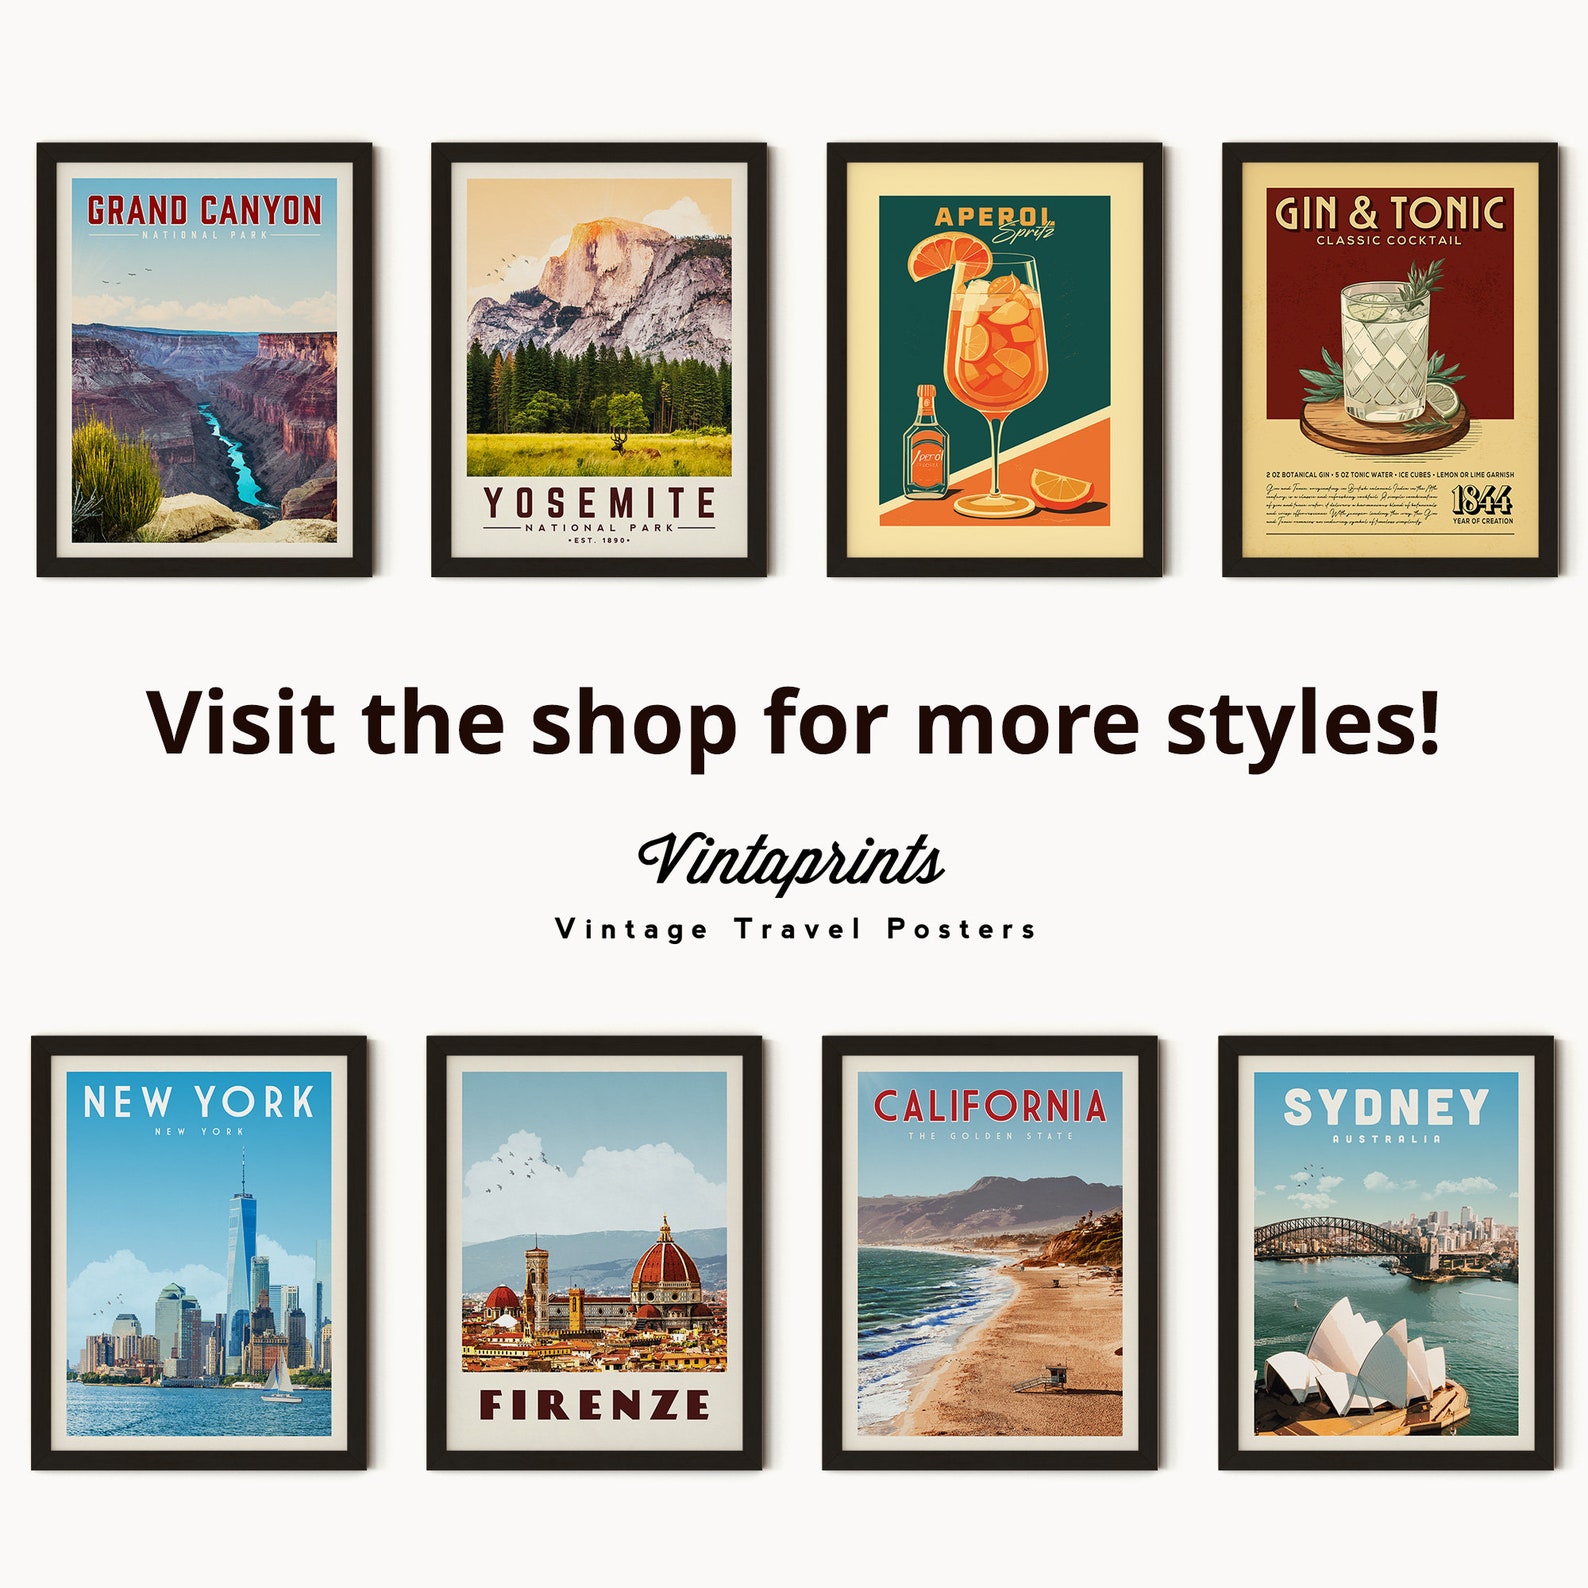 GRAND CANYON
NATIONAL PARK
YOSEMITE
NATIONAL PARK
•EST. 1890•
APEROL
Spritz
Aperol
GIN & TONIC
CLASSIC COCKTAIL
2 OZ BOTANICAL GIN • 5 OZ TONIC WATER • ICE CUBES • LEMON OR LIME GARNISH
1844
YEAR OF CREATION
Visit the shop for more styles!
Vintaprints
Vintage Travel Posters
NEW YORK
NEW YORK
FIRENZE
CALIFORNIA
THE GOLDEN STATE
SYDNEY
AUSTRALIA